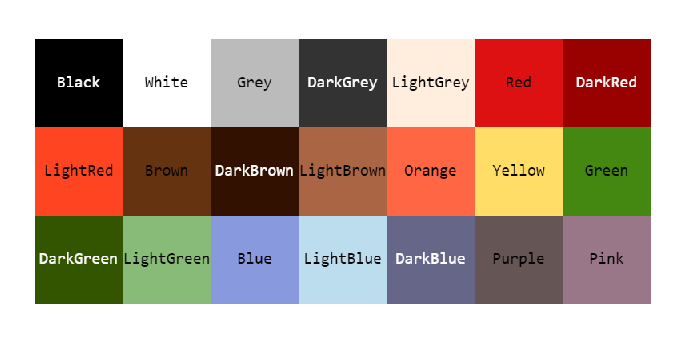 Black White Grey DarkGrey LightGrey Red DarkRed
LightRed Brown DarkBrown LightBrown Orange Yellow Green
DarkGreen LightGreen Blue LightBlue DarkBlue Purple Pink